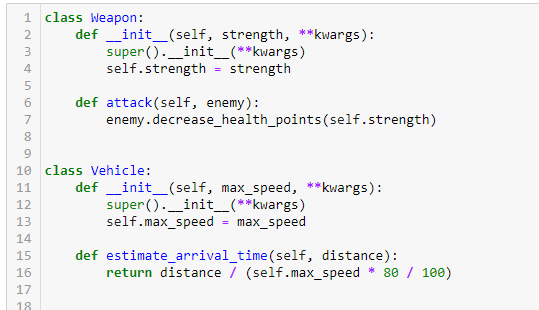 1 class Weapon:
2     def __init__(self, strength, **kwargs):
3         super().__init__(**kwargs)
4         self.strength = strength
5
6     def attack(self, enemy):
7         enemy.decrease_health_points(self.strength)
8
9
10 class Vehicle:
11     def __init__(self, max_speed, **kwargs):
12         super().__init__(**kwargs)
13         self.max_speed = max_speed
14
15     def estimate_arrival_time(self, distance):
16         return distance / (self.max_speed * 80 / 100)
17
18